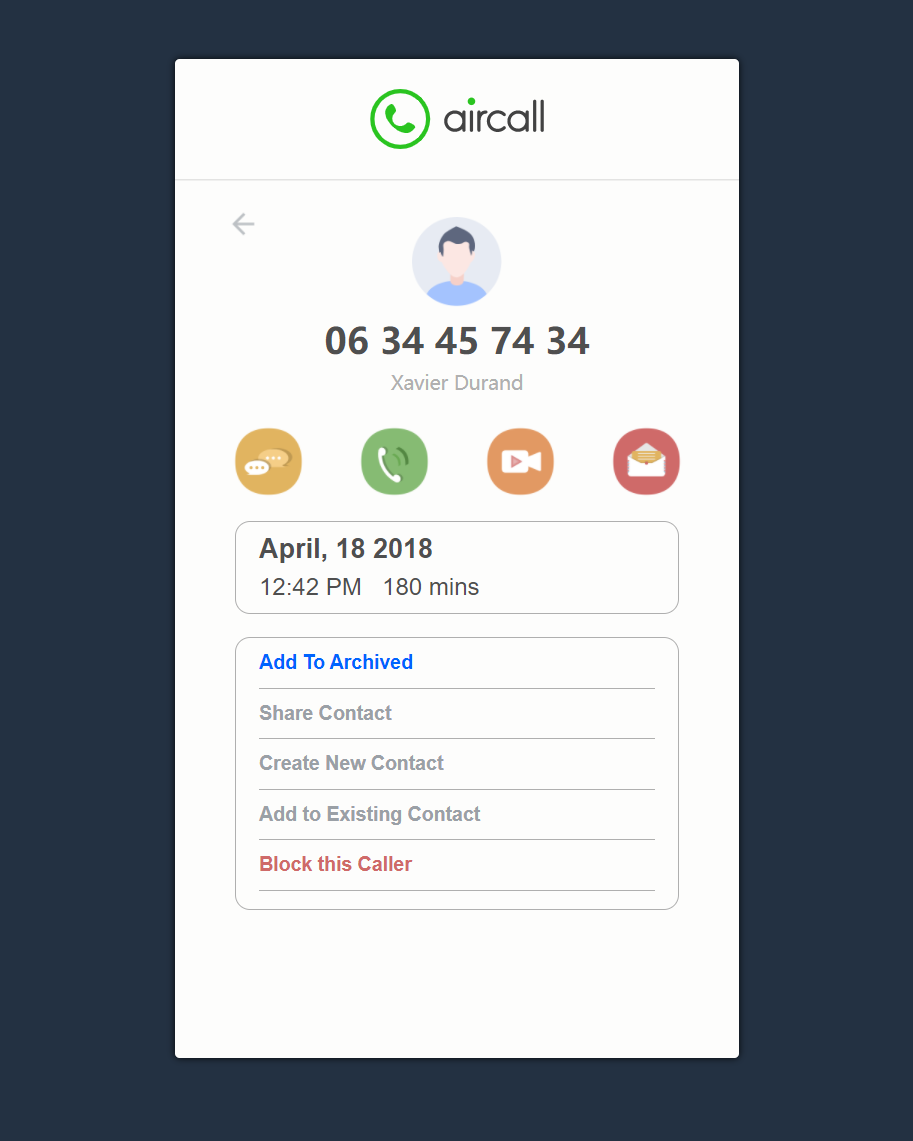 aircall
06 34 45 74 34
Xavier Durand
April, 18 2018
12:42 PM 180 mins
Add To Archived
Share Contact
Create New Contact
Add to Existing Contact
Block this Caller